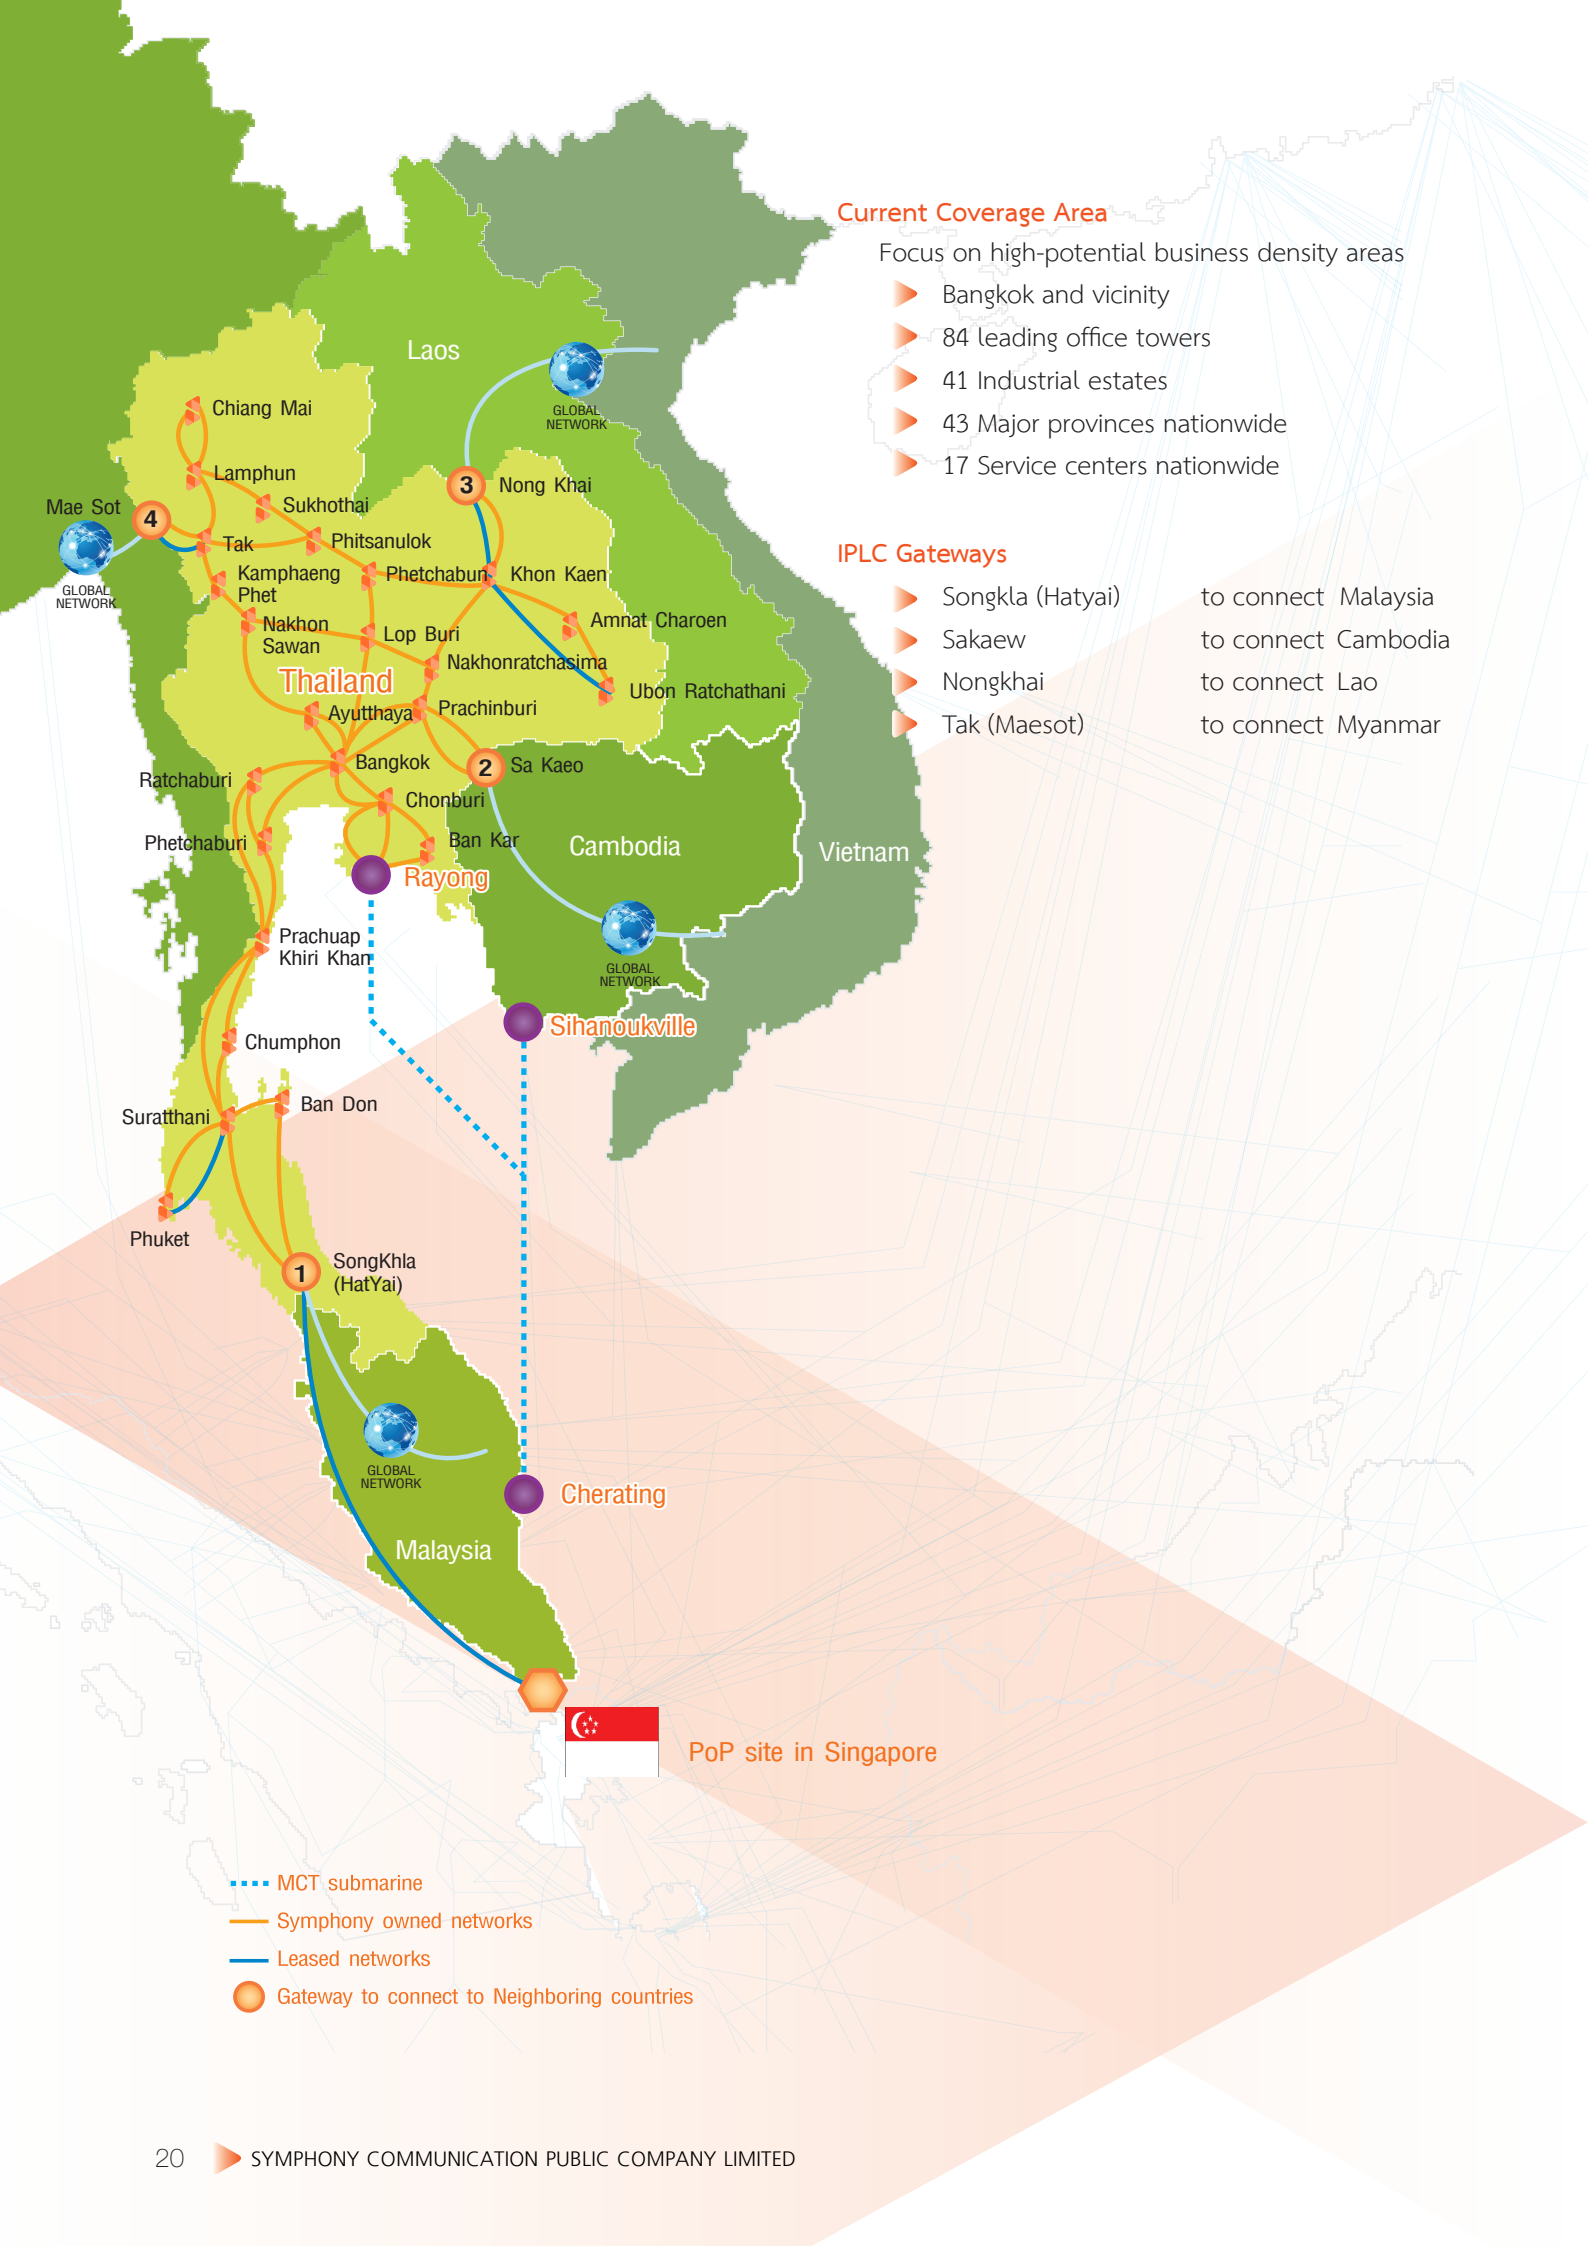 Current Coverage Area
Focus on high-potential business density areas
Bangkok and vicinity
84 leading office towers
41 Industrial estates
43 Major provinces nationwide
17 Service centers nationwide
IPLC Gateways
Songkla (Hatyai) to connect Malaysia
Sakaew to connect Cambodia
Nongkhai to connect Lao
Tak (Maesot) to connect Myanmar
Laos
GLOBAL
NETWORK
Chiang Mai
Lamphun
Sukhothai
3 Nong Khai
Mae Sot 4
GLOBAL
NETWORK
Tak
Phitsanulok
Kamphaeng
Phet
Phetchabun
Khon Kaen
Nakhon
Sawan
Lop Buri
Amnat Charoen
Nakhonratchasima
Thailand
Ubon Ratchathani
Ayutthaya
Prachinburi
Bangkok
2 Sa Kaeo
Ratchaburi
Chonburi
Phetchaburi
Ban Kar
Cambodia
Vietnam
Rayong
Prachuap
Khiri Khan
GLOBAL
NETWORK
Sihanoukville
Chumphon
Ban Don
Suratthani
Phuket
1
SongKhla
(HatYai)
GLOBAL
NETWORK
Cherating
Malaysia
PoP site in Singapore
MCT submarine
Symphony owned networks
Leased networks
Gateway to connect to Neighboring countries
20 SYMPHONY COMMUNICATION PUBLIC COMPANY LIMITED